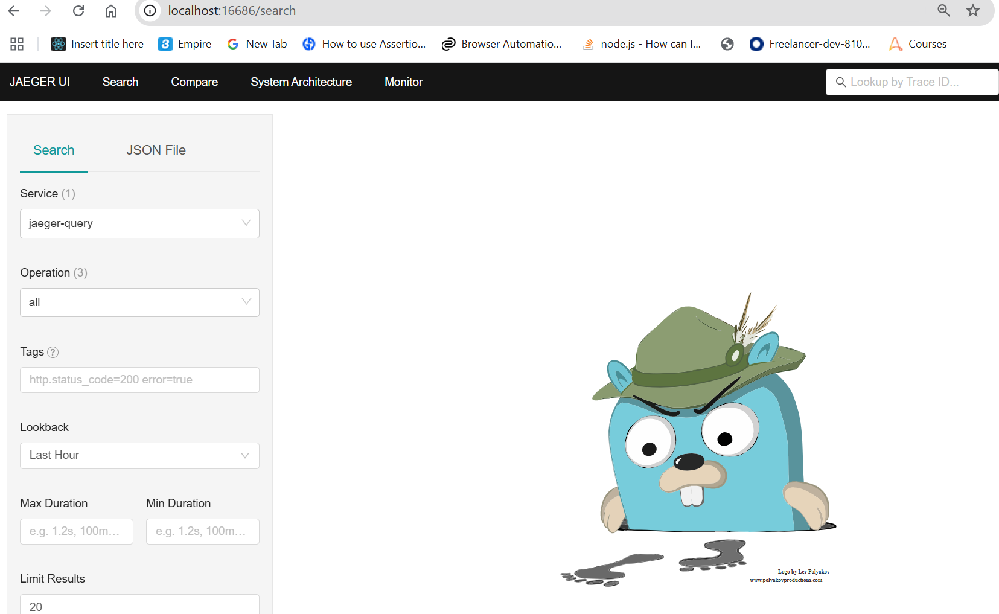 localhost:16686/search
Insert title here
Empire
New Tab
How to use Assertio...
Browser Automatio...
node.js - How can I...
Freelancer-dev-810...
Courses
JAEGER UI
Search
Compare
System Architecture
Monitor
Lookup by Trace ID...
Search
JSON File
Service (1)
jaeger-query
Operation (3)
all
Tags ?
http.status_code=200 error=true
Lookback
Last Hour
Max Duration
Min Duration
e.g. 1.2s, 100m...
e.g. 1.2s, 100m...
Limit Results
20
Logo by Lev Polyakov
www.polyakovproductions.com